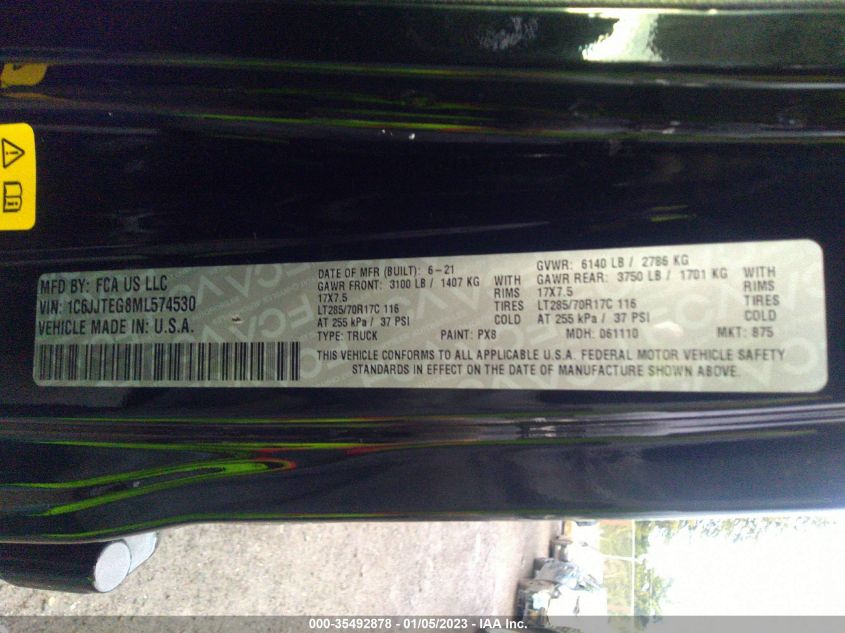 MFD BY: FCA US LLC
VIN: 1C6JJTEG8ML574530
VEHICLE MADE IN: U.S.A.
DATE OF MFR (BUILT): 6-21
GAWR FRONT: 3100 LB / 1407 KG WITH
17X7.5 RIMS
LT285/70R17C 116 TIRES
AT 255 kPa / 37 PSI COLD
TYPE: TRUCK PAINT: PX8
GVWR: 6140 LB / 2786 KG
GAWR REAR: 3750 LB / 1701 KG WITH
17X7.5 RIMS
LT285/70R17C 116 TIRES
AT 255 kPa / 37 PSI COLD
MDH: 061110 MKT: 875
THIS VEHICLE CONFORMS TO ALL APPLICABLE U.S.A. FEDERAL MOTOR VEHICLE SAFETY
STANDARDS IN EFFECT ON THE DATE OF MANUFACTURE SHOWN ABOVE.
000-35492878 - 01/05/2023 - IAA Inc.